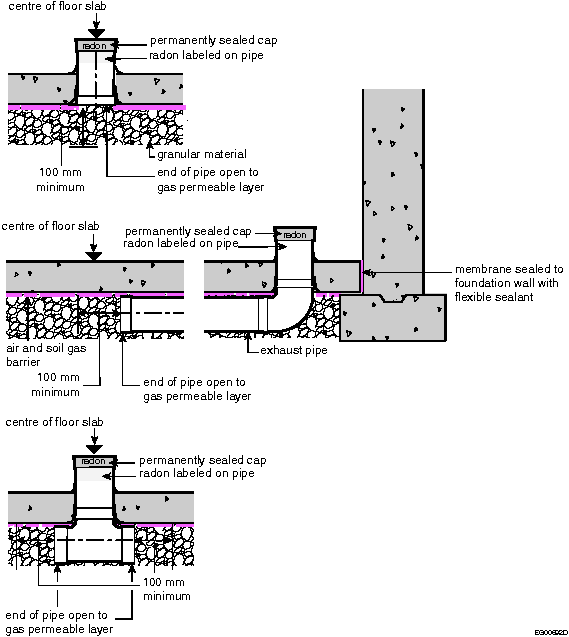 centre of floor slab
radon
permanently sealed cap
radon labeled on pipe
granular material
100 mm
minimum
end of pipe open to
gas permeable layer
centre of floor slab
permanently sealed cap
radon
radon labeled on pipe
membrane sealed to
foundation wall with
flexible sealant
air and soil gas
barrier
exhaust pipe
100 mm
minimum
end of pipe open to
gas permeable layer
centre of floor slab
radon
permanently sealed cap
radon labeled on pipe
100 mm
minimum
end of pipe open to
gas permeable layer
EG00692D